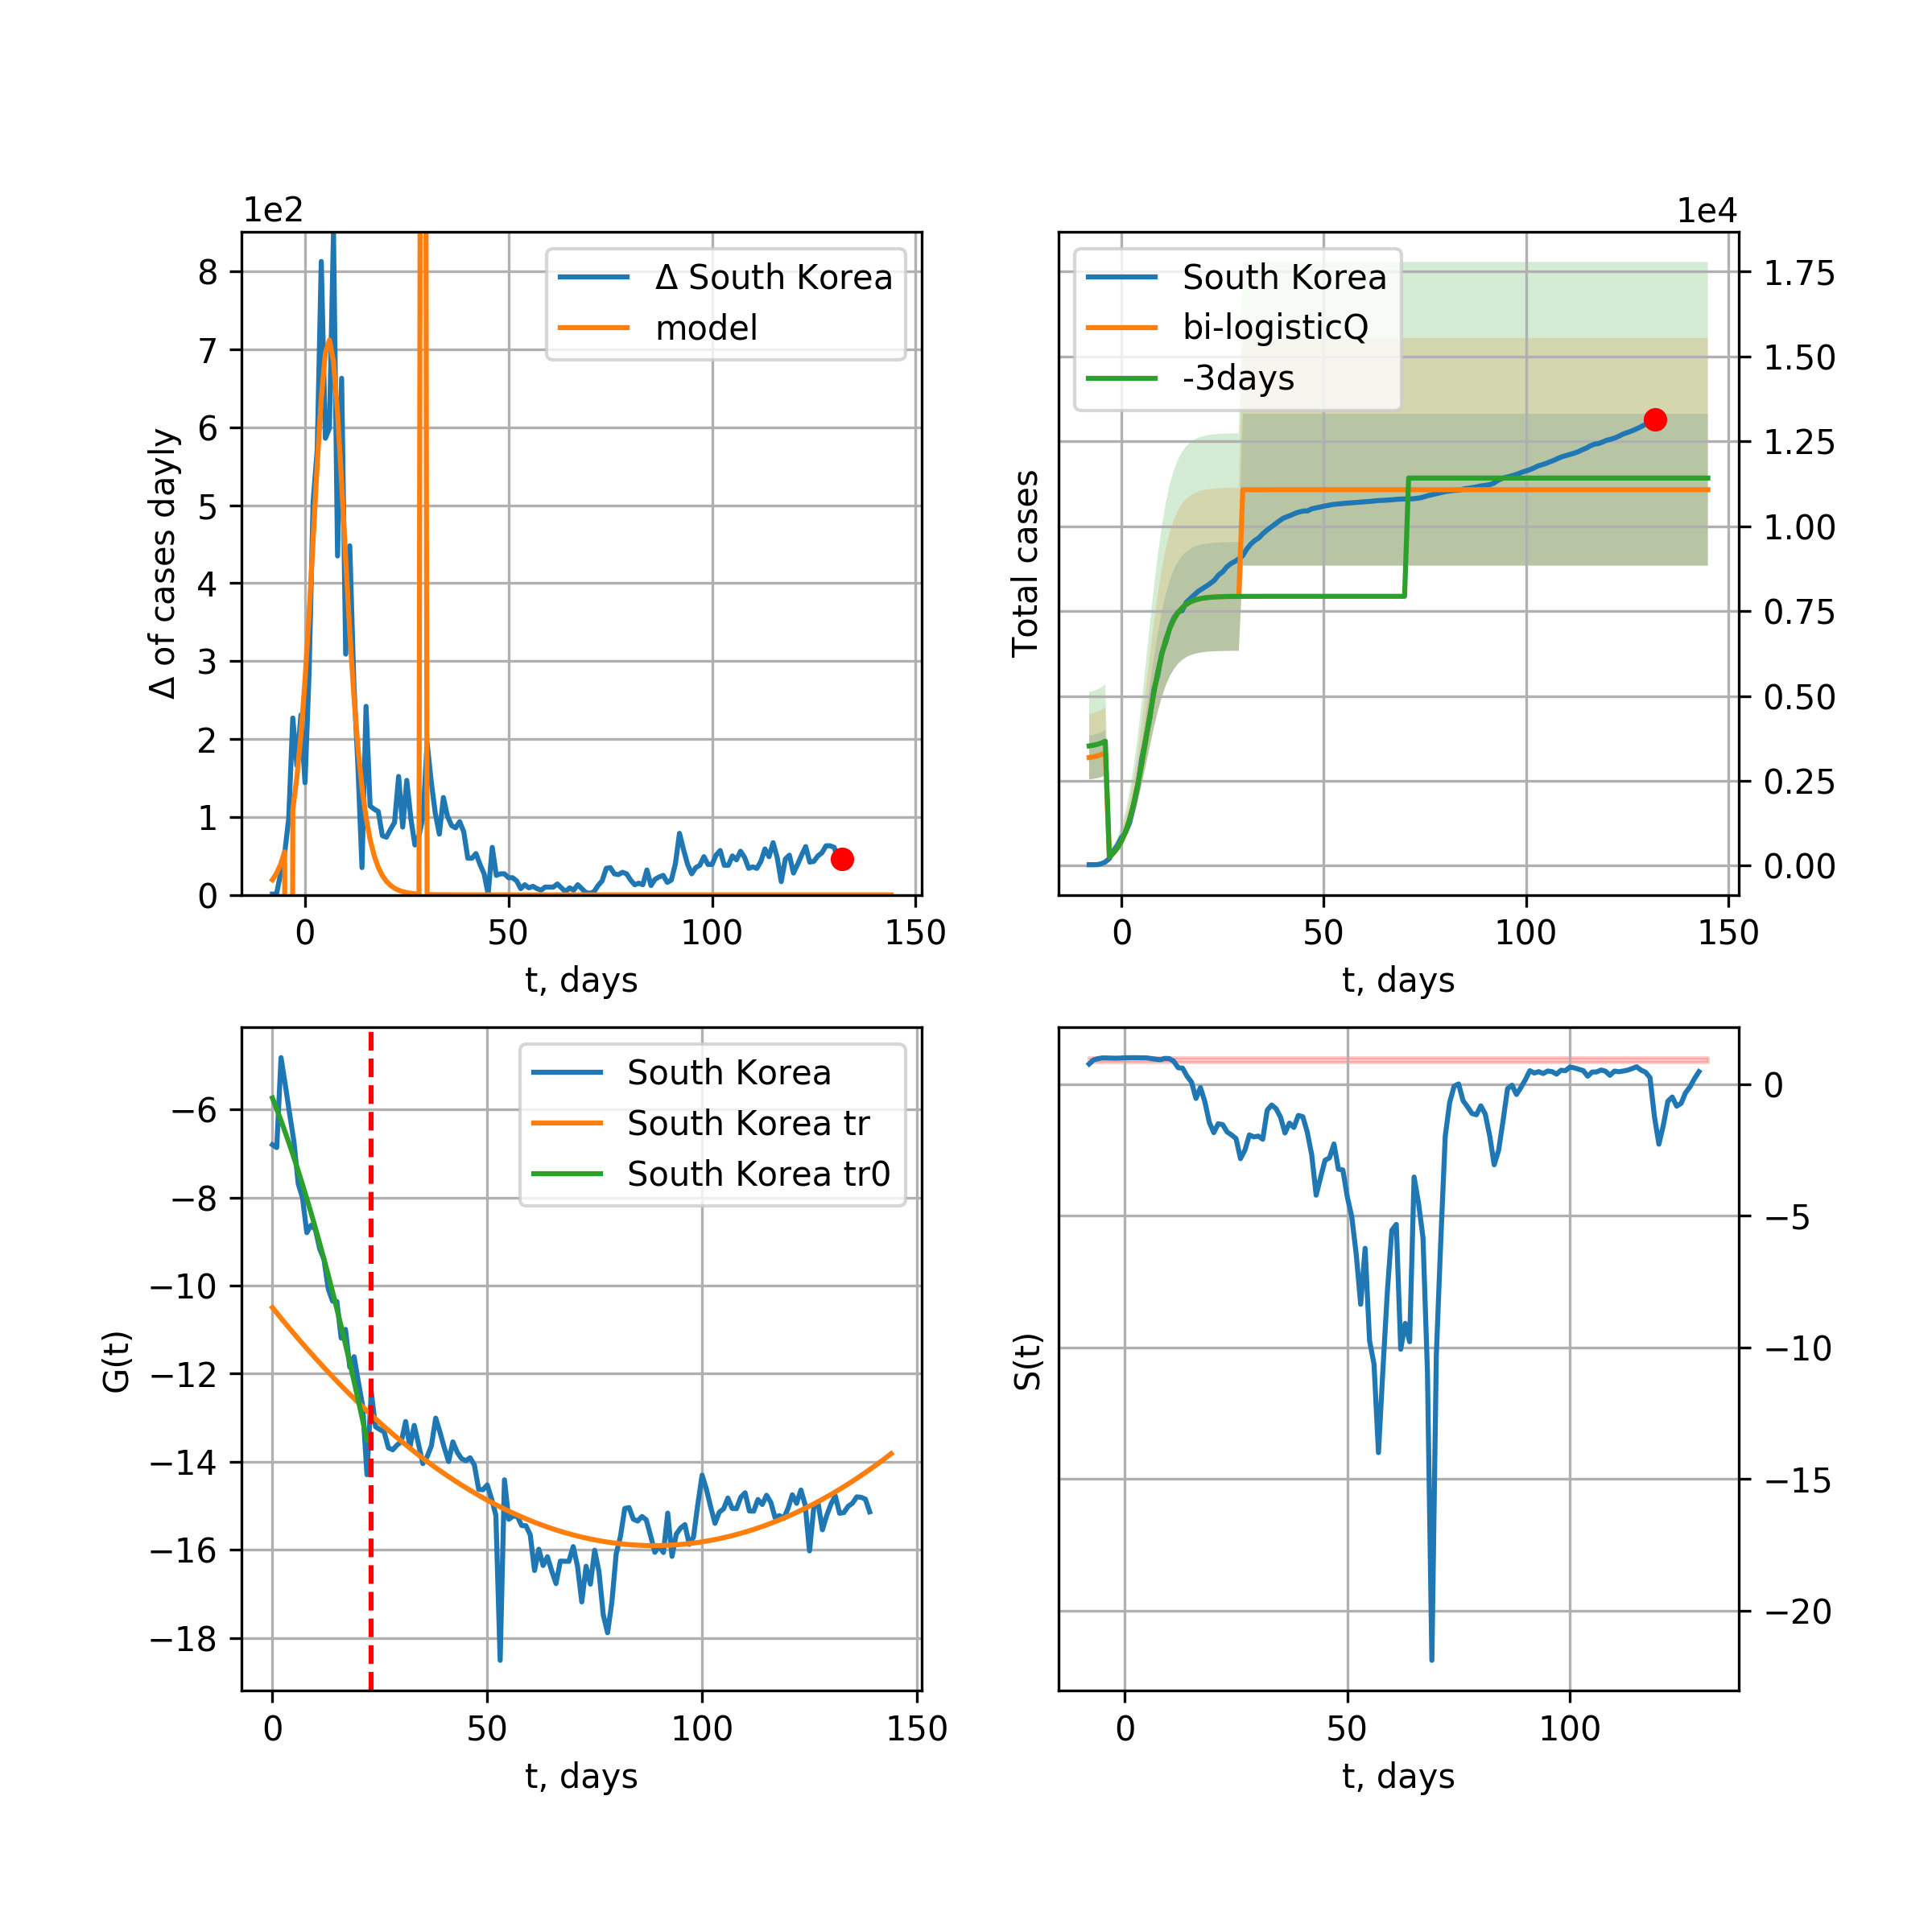 1e2
Δ of cases dayly
8
7
6
5
4
3
2
1
0
0 50 100 150
t, days
Δ South Korea
model
1e4
Total cases
1.75
1.50
1.25
1.00
0.75
0.50
0.25
0.00
0 50 100 150
t, days
South Korea
bi-logisticQ
-3days
G(t)
−6
−8
−10
−12
−14
−16
−18
0 50 100 150
t, days
South Korea
South Korea tr
South Korea tr0
S(t)
0
−5
−10
−15
−20
0 50 100
t, days